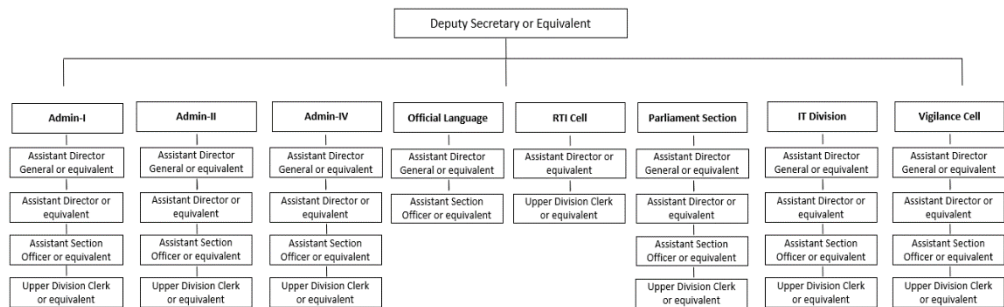 Deputy Secretary or Equivalent
Admin-I
Admin-II
Admin-IV
Official Language
RTI Cell
Parliament Section
IT Division
Vigilance Cell
Assistant Director
General or equivalent
Assistant Director
General or equivalent
Assistant Director
General or equivalent
Assistant Director
General or equivalent
Assistant Director or
equivalent
Assistant Director
General or equivalent
Assistant Director
General or equivalent
Assistant Director
General or equivalent
Assistant Director or
equivalent
Assistant Director or
equivalent
Assistant Director or
equivalent
Assistant Section
Officer or equivalent
Upper Division Clerk
or equivalent
Assistant Director or
equivalent
Assistant Director or
equivalent
Assistant Director or
equivalent
Assistant Section
Officer or equivalent
Assistant Section
Officer or equivalent
Assistant Section
Officer or equivalent
Assistant Section
Officer or equivalent
Assistant Section
Officer or equivalent
Assistant Section
Officer or equivalent
Upper Division Clerk
or equivalent
Upper Division Clerk
or equivalent
Upper Division Clerk
or equivalent
Upper Division Clerk
or equivalent
Upper Division Clerk
or equivalent
Upper Division Clerk
or equivalent